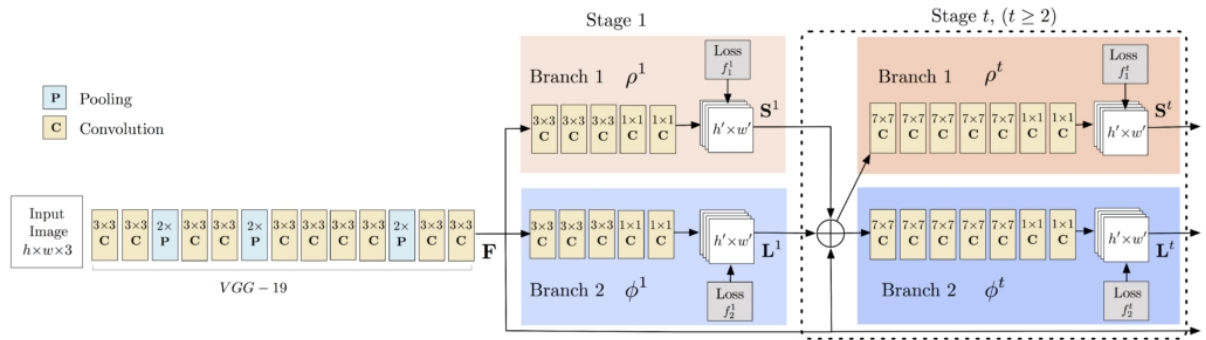 Stage 1
Stage t, (t ≥ 2)
P Pooling
C Convolution
Input
Image
h×w×3
3×3 C 3×3 C 2× P 3×3 C 3×3 C 2× P 3×3 C 3×3 C 3×3 C 3×3 C 2× P 3×3 C 3×3 C
VGG − 19
F
Branch 1 ρ¹
Loss
f₁¹
3×3 C 3×3 C 3×3 C 1×1 C 1×1 C
h′×w′
S¹
3×3 C 3×3 C 3×3 C 1×1 C 1×1 C
h′×w′
L¹
Branch 2 ϕ¹
Loss
f₂¹
Branch 1 ρᵗ
Loss
f₁ᵗ
7×7 C 7×7 C 7×7 C 7×7 C 7×7 C 1×1 C 1×1 C
h′×w′
Sᵗ
7×7 C 7×7 C 7×7 C 7×7 C 7×7 C 1×1 C 1×1 C
h′×w′
Lᵗ
Branch 2 ϕᵗ
Loss
f₂ᵗ